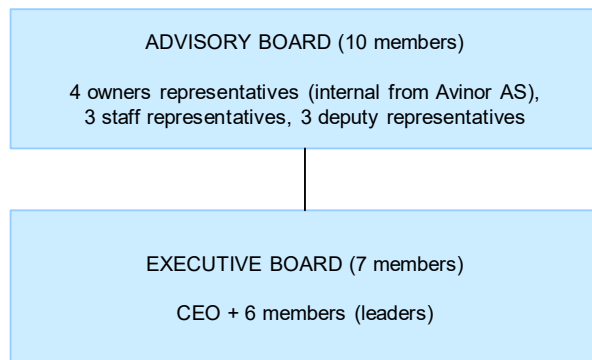 ADVISORY BOARD (10 members)
4 owners representatives (internal from Avinor AS),
3 staff representatives, 3 deputy representatives
EXECUTIVE BOARD (7 members)
CEO + 6 members (leaders)